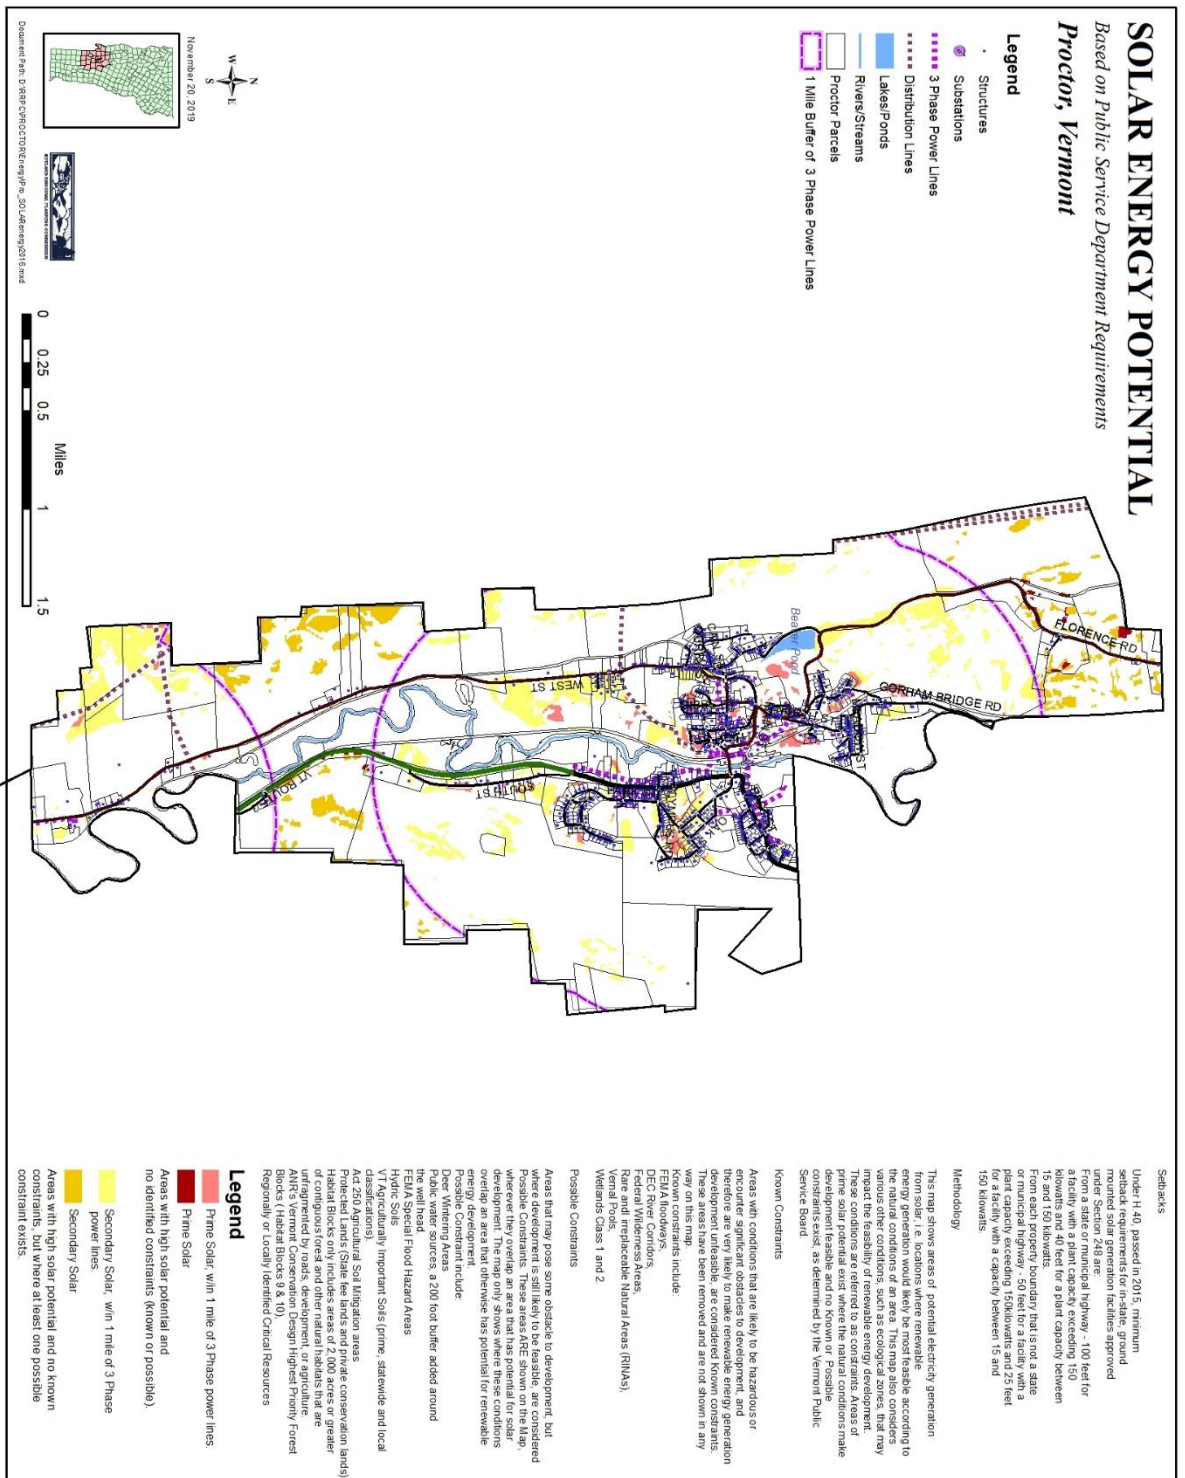 SOLAR ENERGY POTENTIAL
Based on Public Service Department Requirements
Proctor, Vermont
Legend
Structures
Substations
3 Phase Power Lines
Distribution Lines
Lakes/Ponds
Rivers/Streams
Proctor Parcels
1 Mile Buffer of 3 Phase Power Lines
N
W
E
S
November 20, 2019
RUTLAND REGIONAL PLANNING COMMISSION
0 0.25 0.5 1 1.5
Miles
FLORENCE RD
GORHAM BRIDGE RD
Beaver Pond
WEST ST
SOUTH ST
VT ROUTE 3
Setbacks
Under H.40, passed in 2015, minimum
setback requirements for in-state, ground
mounted solar generation facilities approved
under Section 248 are:
From a state or municipal highway - 100 feet for
a facility with a plant capacity exceeding 150
kilowatts and 40 feet for a plant capacity between
15 and 150 kilowatts.
From each property boundary that is not a state
or municipal highway - 50 feet for a facility with a
plant capacity exceeding 150kilowatts and 25 feet
for a facility with a capacity between 15 and
150 kilowatts.
Methodology
This map shows areas of potential electricity generation
from solar, i.e. locations where renewable
energy generation would likely be most feasible according to
the natural conditions of an area. This map also considers
various other conditions, such as ecological zones, that may
impact the feasibility of renewable energy development.
These conditions are referred to as constraints. Areas of
prime solar potential exist where the natural conditions make
development feasible and no Known or Possible
constraints exist, as determined by the Vermont Public
Service Board.
Known Constraints
Areas with conditions that are likely to be hazardous or
encounter significant obstacles to development, and
therefore are very likely to make renewable energy generation
development unfeasible, are considered Known constraints.
These areas have been removed and are not shown in any
way on this map.
Known constraints include:
FEMA floodways,
DEC River Corridors,
Federal Wilderness Areas,
Rare and Irreplaceable Natural Areas (RINAs),
Vernal Pools,
Wetlands Class 1 and 2.
Possible Constraints
Areas that may pose some obstacle to development, but
where development is still likely to be feasible, are considered
Possible Constraints. These areas ARE shown on the Map,
wherever they overlap an area that has potential for solar
development. The map only shows where these conditions
overlap an area that otherwise has potential for renewable
energy development.
Possible Constraint include:
Deer Wintering Areas
Public water sources, a 200 foot buffer added around
the well head.
FEMA Special Flood Hazard Areas
Hydric Soils
VT Agriculturally Important Soils (prime, statewide and local
classifications).
Act 250 Agricultural Soil Mitigation areas
Protected Lands (State fee lands and private conservation lands)
Habitat Blocks only includes areas of 2,000 acres or greater
of contiguous forest and other natural habitats that are
unfragmented by roads, development, or agriculture.
ANR's Vermont Conservation Design Highest Priority Forest
Blocks ( Habitat Blocks 9 & 10).
Regionally or Locally Identified Critical Resources
Legend
Prime Solar, w/in 1 mile of 3 Phase power lines.
Prime Solar
Areas with high solar potential and
no identified constraints (known or possible).
Secondary Solar, w/in 1 mile of 3 Phase
power lines.
Secondary Solar
Areas with high solar potential and no known
constraints, but where at least one possible
constraint exists.